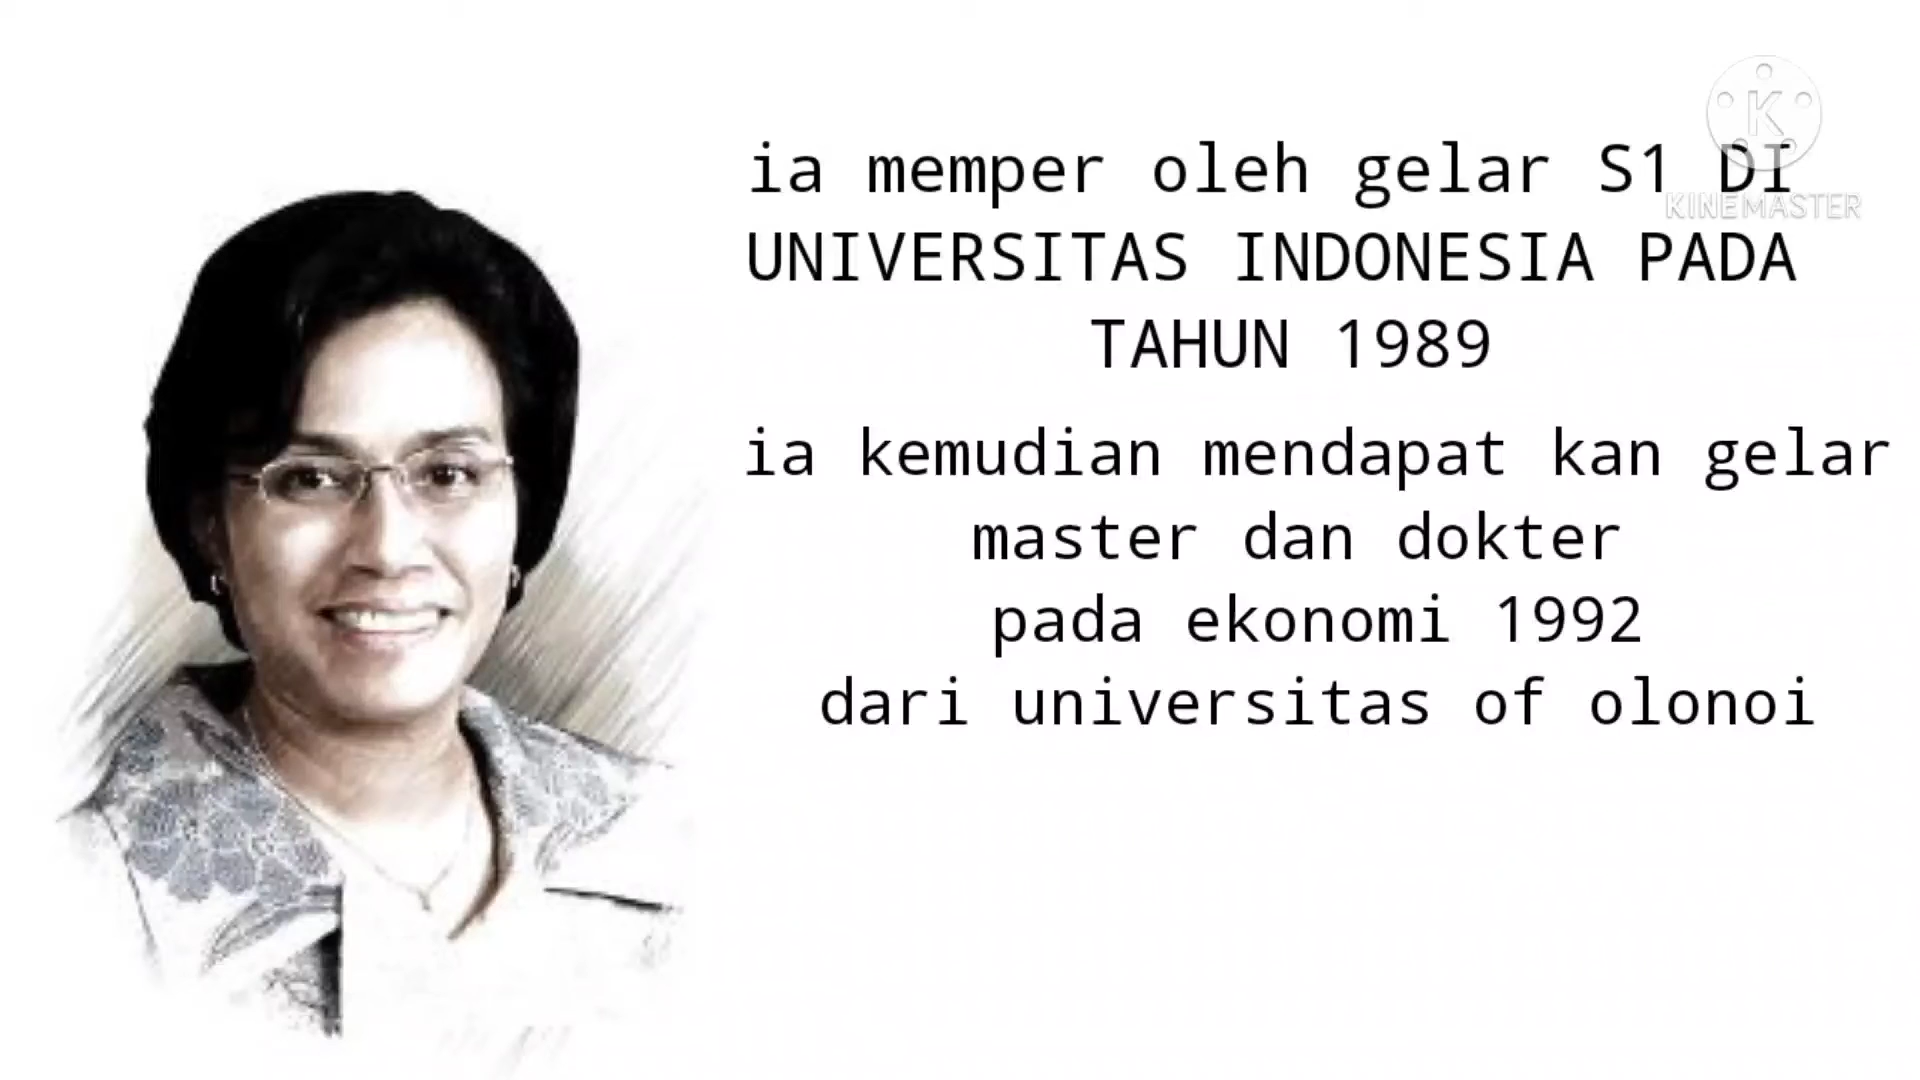 ia memper oleh gelar S1 DI
UNIVERSITAS INDONESIA PADA
TAHUN 1989
ia kemudian mendapat kan gelar
master dan dokter
pada ekonomi 1992
dari universitas of olonoi
K
KINEMASTER